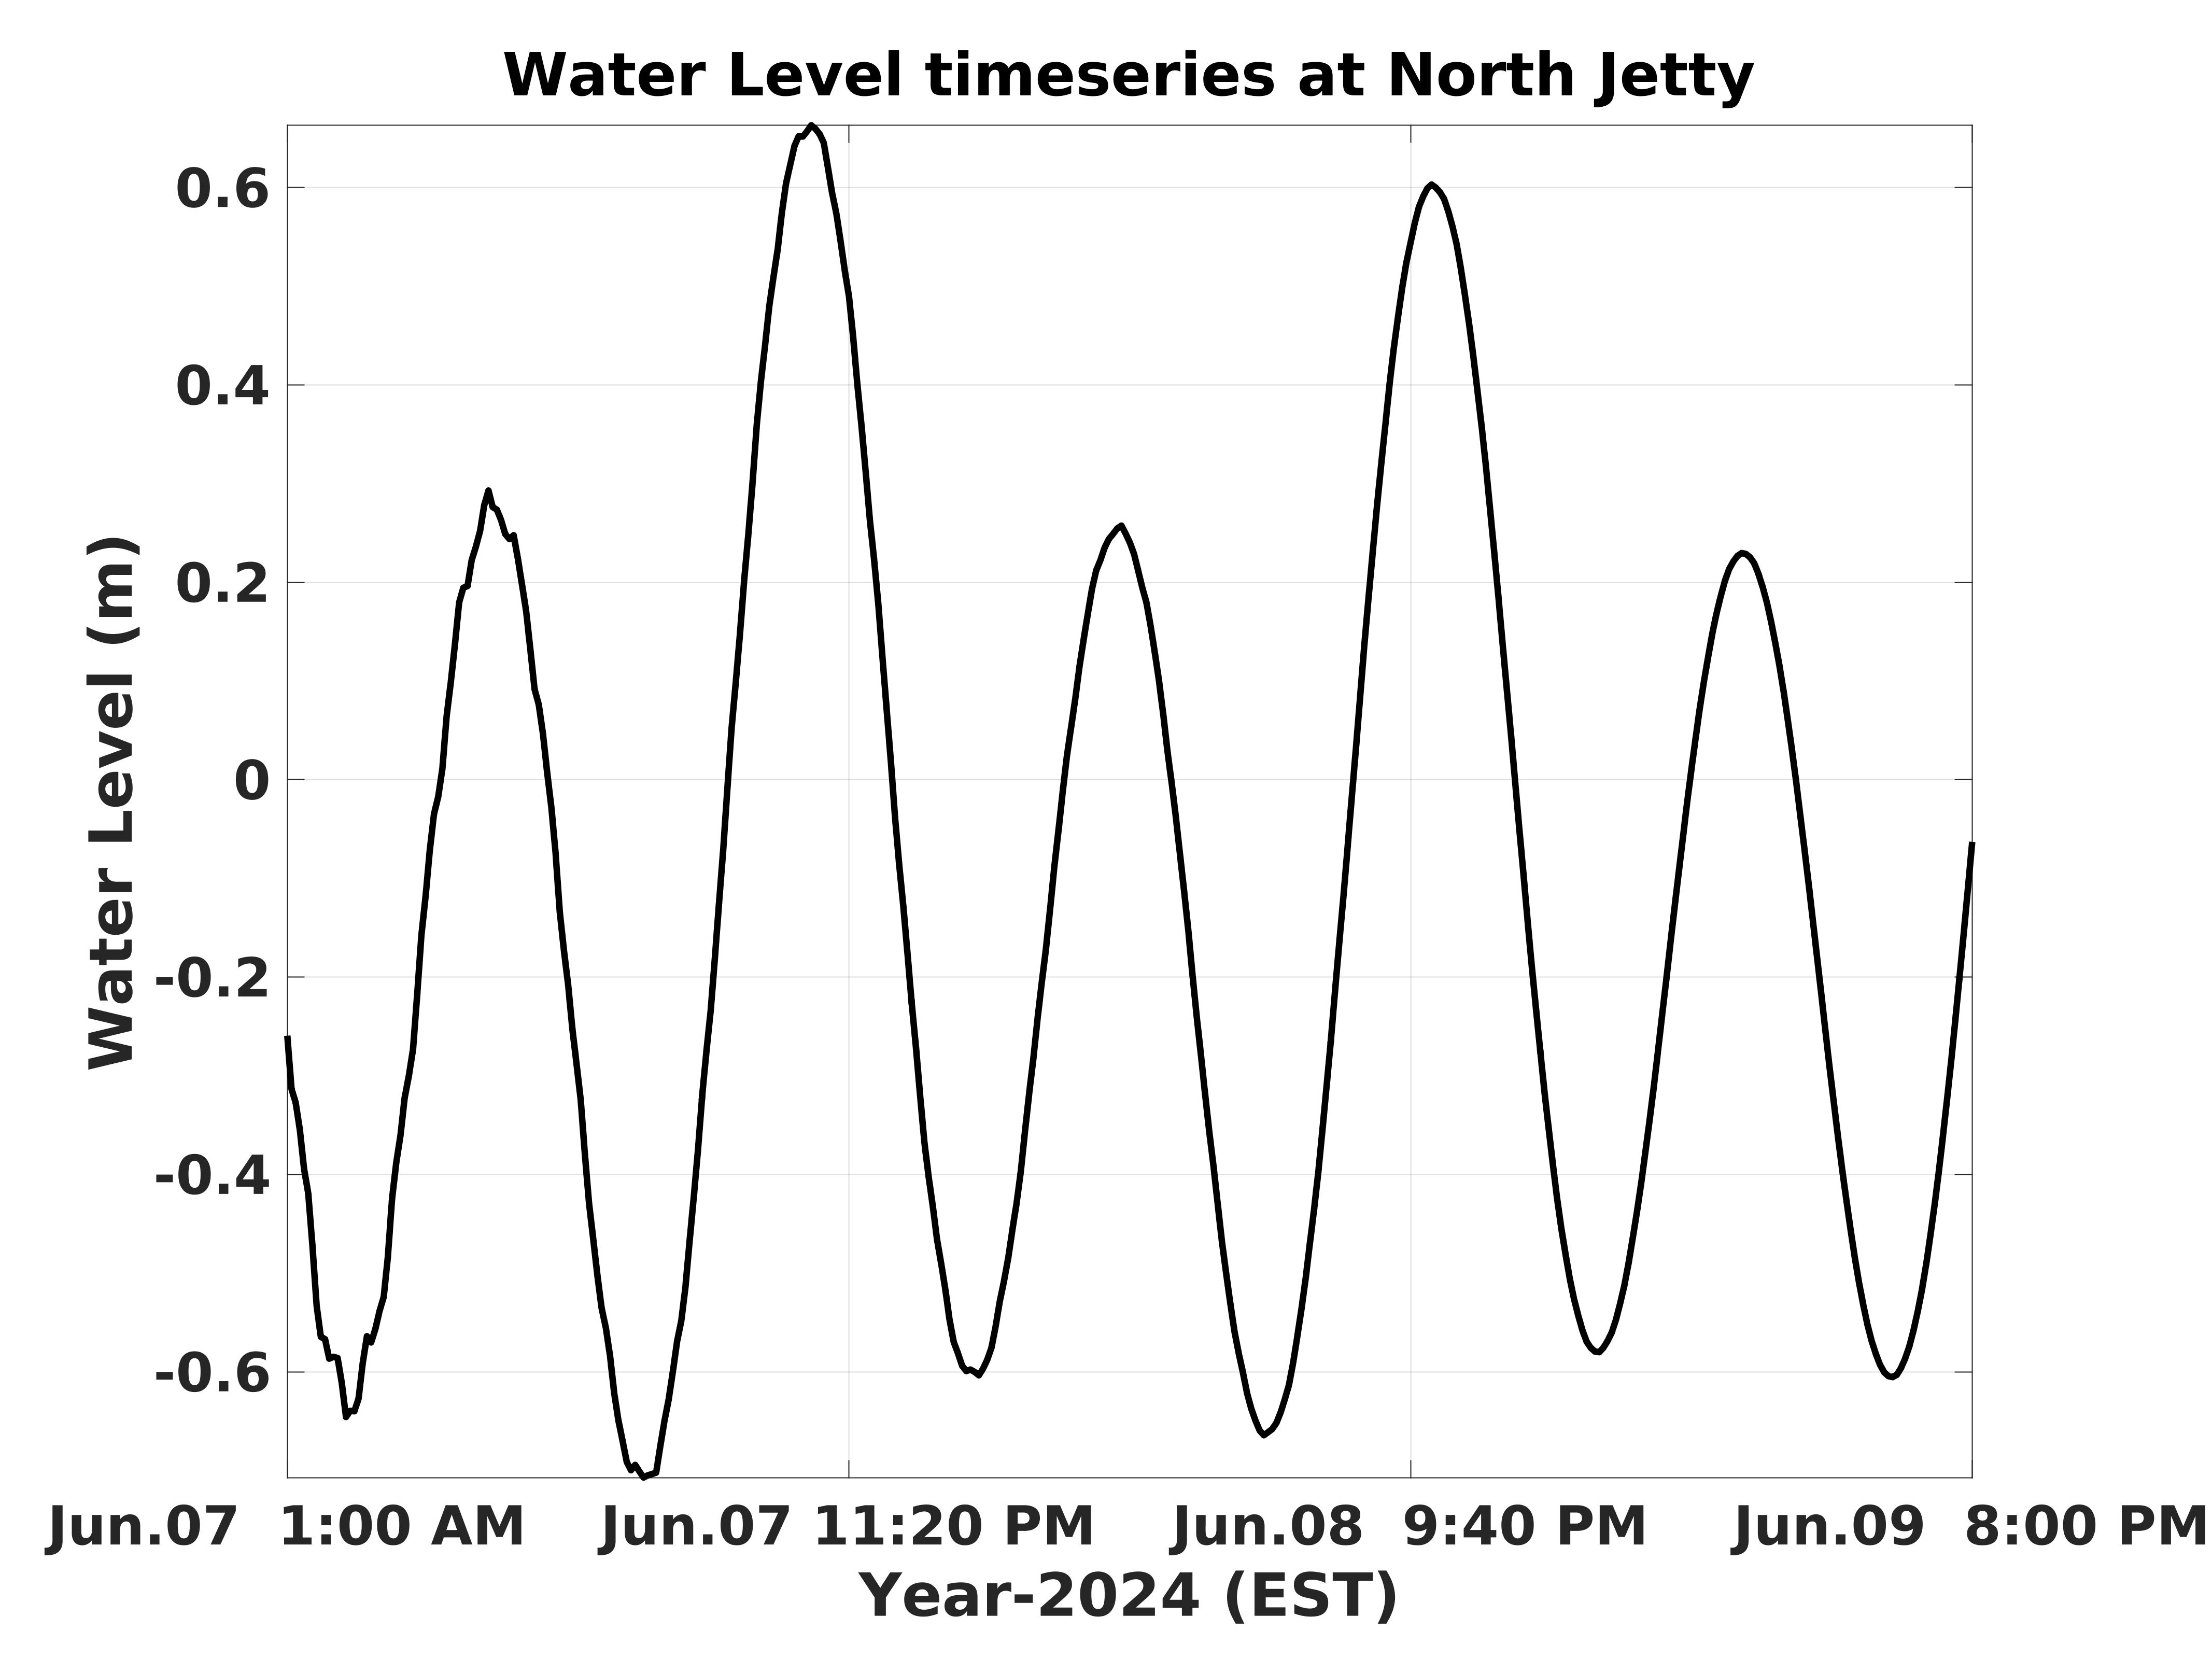 Water Level timeseries at North Jetty
Water Level (m)
0.6
0.4
0.2
0
-0.2
-0.4
-0.6
Jun.07 1:00 AM
Jun.07 11:20 PM
Jun.08 9:40 PM
Jun.09 8:00 PM
Year-2024 (EST)